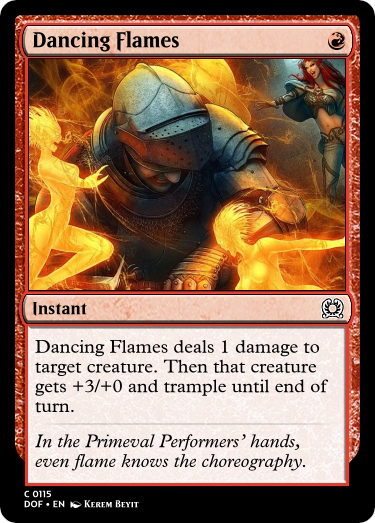 Dancing Flames
Instant
Dancing Flames deals 1 damage to
target creature. Then that creature
gets +3/+0 and trample until end of
turn.
In the Primeval Performers' hands,
even flame knows the choreography.
C 0115
DOF • EN Kerem Beyit